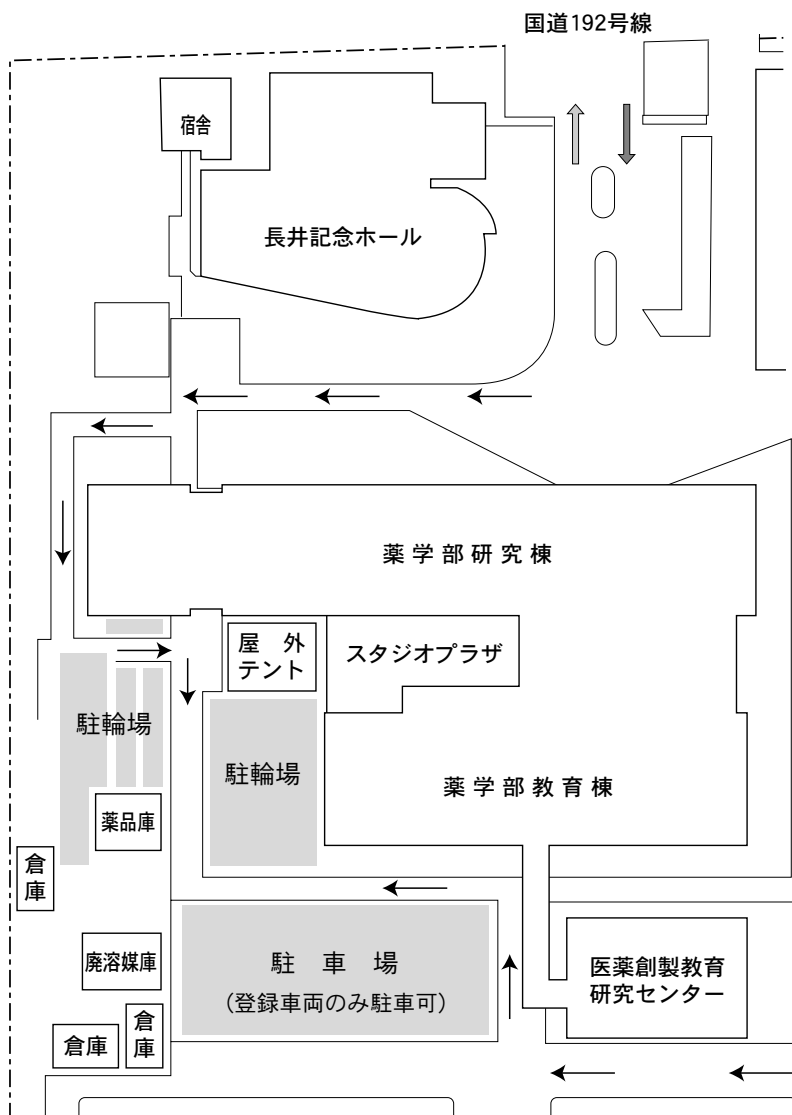 国道192号線
宿舎
長井記念ホール
薬学部研究棟
屋外
テント
スタジオプラザ
駐輪場
駐輪場
薬学部教育棟
薬品庫
倉
庫
廃溶媒庫
駐車場
(登録車両のみ駐車可)
医薬創製教育
研究センター
倉庫
倉
庫